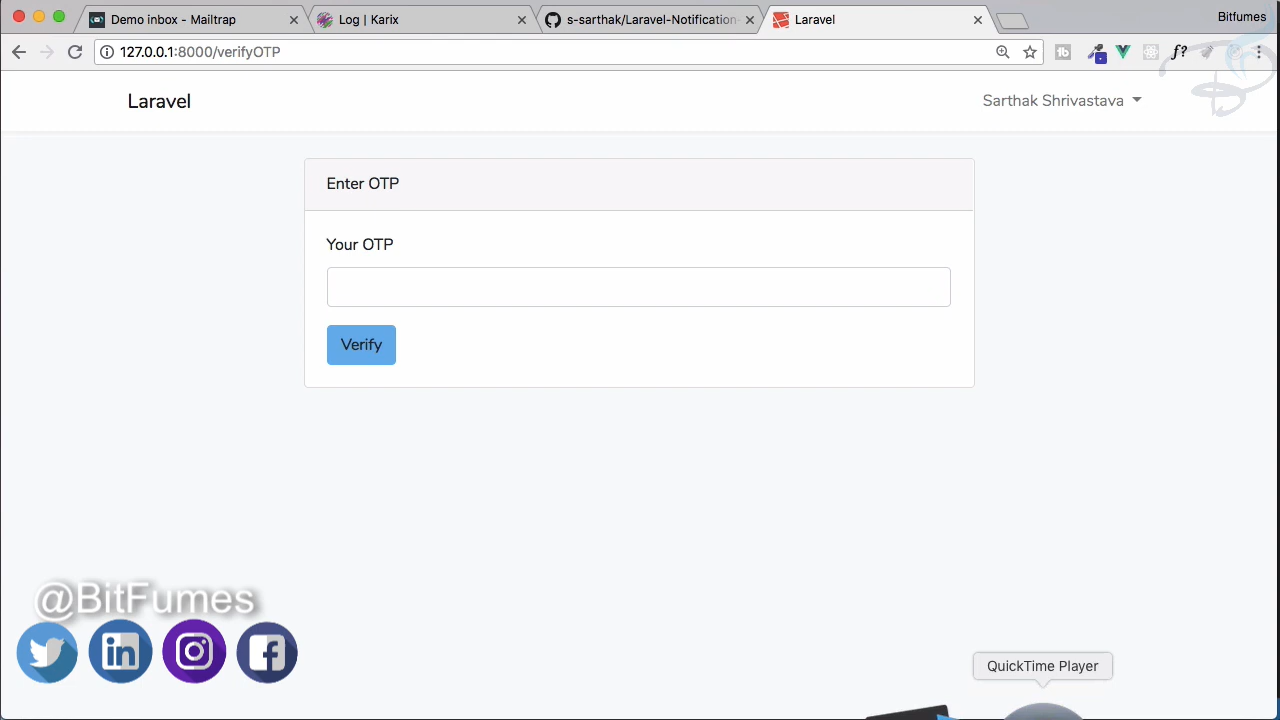 Demo inbox - Mailtrap
Log | Karix
s-sarthak/Laravel-Notification-
Laravel
Bitfumes
127.0.0.1:8000/verifyOTP
f?
Laravel
Sarthak Shrivastava
Enter OTP
Your OTP
Verify
@BitFumes
in
QuickTime Player